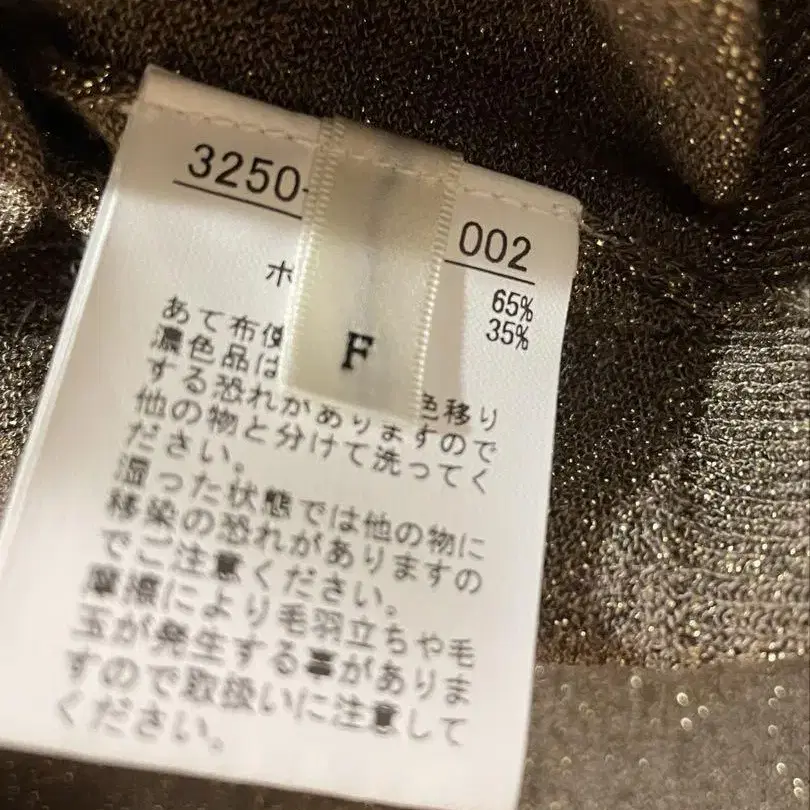 3250- 002
ホ 65%
35%
F
あて布使
濃色品は 色移り
する恐れがありますので
他の物と分けて洗ってく
ださい。
湿った状態では他の物に
移染の恐れがありますの
でご注意ください。
摩擦により毛羽立ちや毛
玉が発生する事がありま
すので取扱いに注意して
ください。